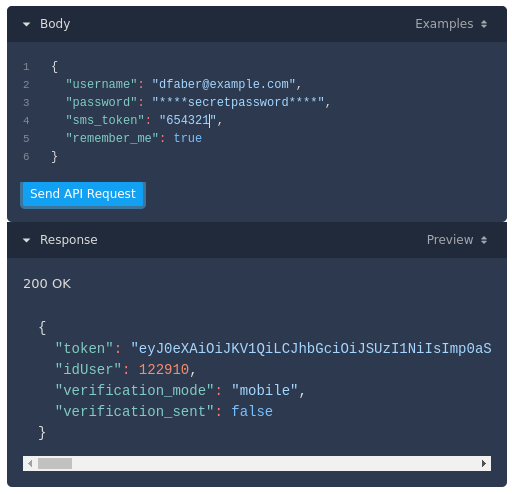 Body Examples
1 {
2 "username": "dfaber@example.com",
3 "password": "****secretpassword****",
4 "sms_token": "654321",
5 "remember_me": true
6 }
Send API Request
Response Preview
200 OK
{
"token": "eyJ0eXAiOiJKV1QiLCJhbGciOiJSUzI1NiIsImp0aS
"idUser": 122910,
"verification_mode": "mobile",
"verification_sent": false
}